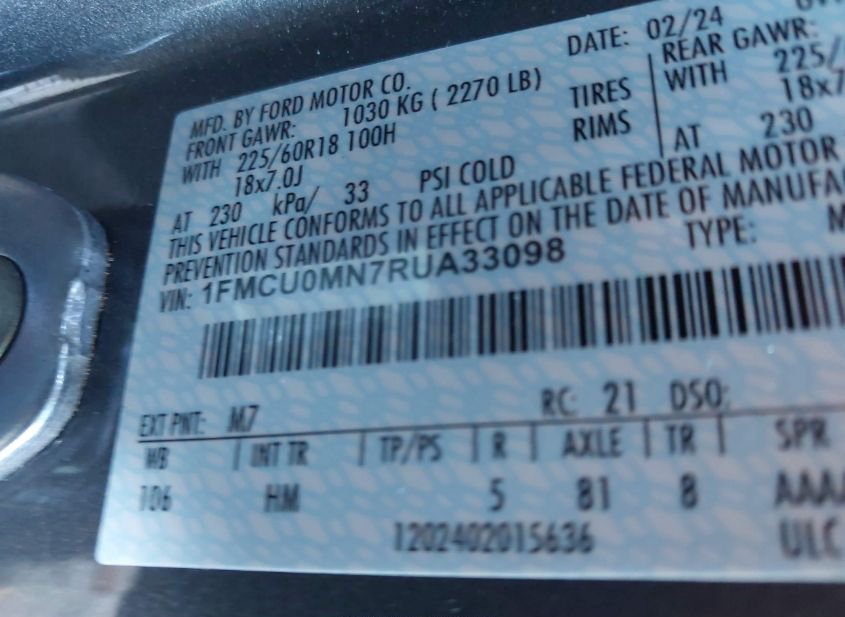 MFD. BY FORD MOTOR CO.
DATE: 02/24
FRONT GAWR: 1030 KG ( 2270 LB)
REAR GAWR:
WITH 225/60R18 100H TIRES WITH 225/
18x7.0J RIMS 18x7
AT 230 kPa/ 33 PSI COLD AT 230
THIS VEHICLE CONFORMS TO ALL APPLICABLE FEDERAL MOTOR
PREVENTION STANDARDS IN EFFECT ON THE DATE OF MANUFA
VIN: 1FMCU0MN7RUA33098 TYPE: M
EXT PNT: M7 RC: 21 DSO:
WB INT TR TP/PS R AXLE TR SPR
106 HM 5 81 8 AAAA
1202402015636 ULC